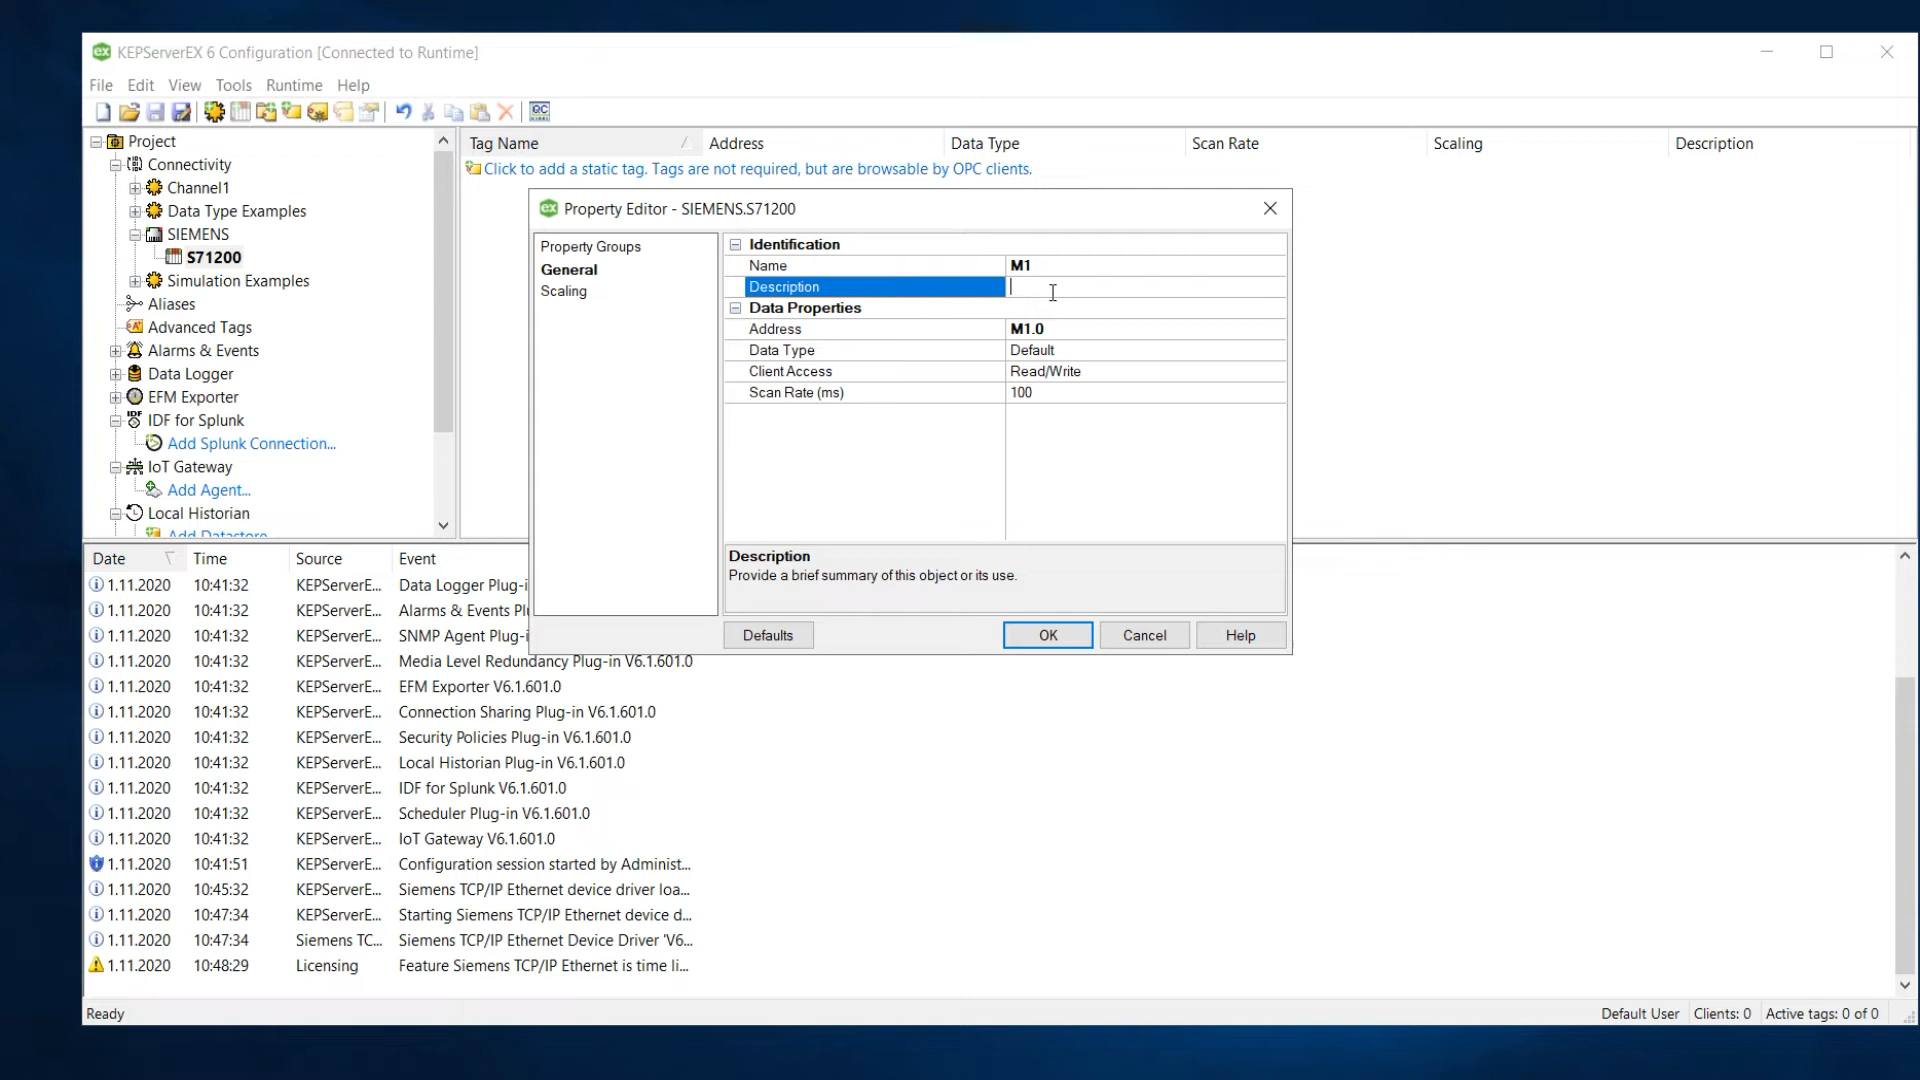 KEPServerEX 6 Configuration [Connected to Runtime]
File Edit View Tools Runtime Help
Project
Connectivity
Channel1
Data Type Examples
SIEMENS
S71200
Simulation Examples
Aliases
Advanced Tags
Alarms & Events
Data Logger
EFM Exporter
IDF for Splunk
Add Splunk Connection...
IoT Gateway
Add Agent...
Local Historian
Add Datastore
Tag Name Address Data Type Scan Rate Scaling Description
Click to add a static tag. Tags are not required, but are browsable by OPC clients.
Property Editor - SIEMENS.S71200
Property Groups
General
Scaling
Identification
Name M1
Description
Data Properties
Address M1.0
Data Type Default
Client Access Read/Write
Scan Rate (ms) 100
Description
Provide a brief summary of this object or its use.
Defaults OK Cancel Help
Date Time Source Event
1.11.2020 10:41:32 KEPServerE... Data Logger Plug-i
1.11.2020 10:41:32 KEPServerE... Alarms & Events Pl
1.11.2020 10:41:32 KEPServerE... SNMP Agent Plug-i
1.11.2020 10:41:32 KEPServerE... Media Level Redundancy Plug-in V6.1.601.0
1.11.2020 10:41:32 KEPServerE... EFM Exporter V6.1.601.0
1.11.2020 10:41:32 KEPServerE... Connection Sharing Plug-in V6.1.601.0
1.11.2020 10:41:32 KEPServerE... Security Policies Plug-in V6.1.601.0
1.11.2020 10:41:32 KEPServerE... Local Historian Plug-in V6.1.601.0
1.11.2020 10:41:32 KEPServerE... IDF for Splunk V6.1.601.0
1.11.2020 10:41:32 KEPServerE... Scheduler Plug-in V6.1.601.0
1.11.2020 10:41:32 KEPServerE... IoT Gateway V6.1.601.0
1.11.2020 10:41:51 KEPServerE... Configuration session started by Administ...
1.11.2020 10:45:32 KEPServerE... Siemens TCP/IP Ethernet device driver loa...
1.11.2020 10:47:34 KEPServerE... Starting Siemens TCP/IP Ethernet device d...
1.11.2020 10:47:34 Siemens TC... Siemens TCP/IP Ethernet Device Driver 'V6...
1.11.2020 10:48:29 Licensing Feature Siemens TCP/IP Ethernet is time li...
Ready Default User Clients: 0 Active tags: 0 of 0